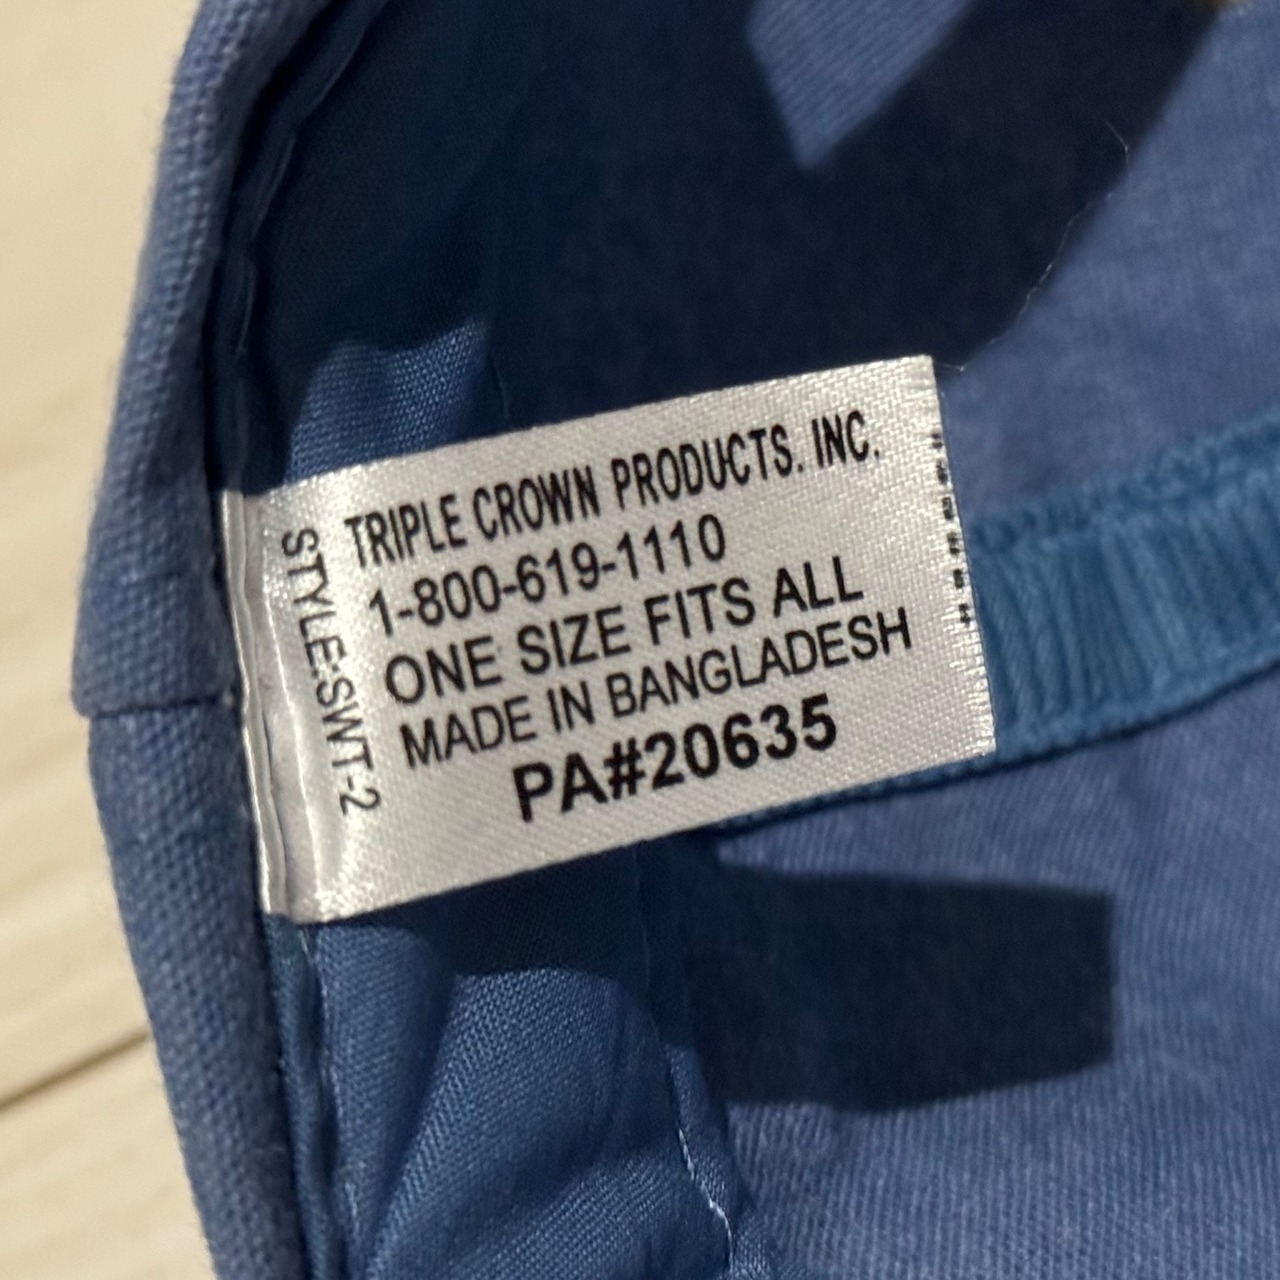 TRIPLE CROWN PRODUCTS. INC.
1-800-619-1110
ONE SIZE FITS ALL
MADE IN BANGLADESH
PA#20635
STYLE:SWT-2